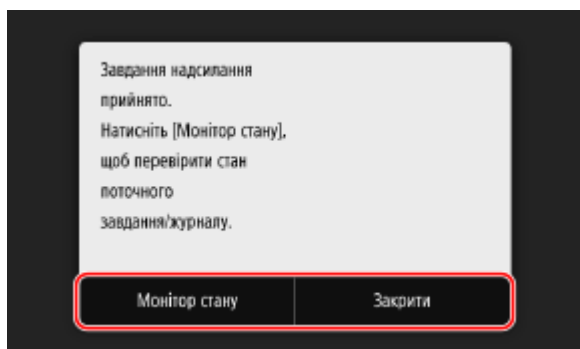 Завдання надсилання
прийнято.
Натисніть [Монітор стану],
щоб перевірити стан
поточного
завдання/журналу.
Монітор стану
Закрити